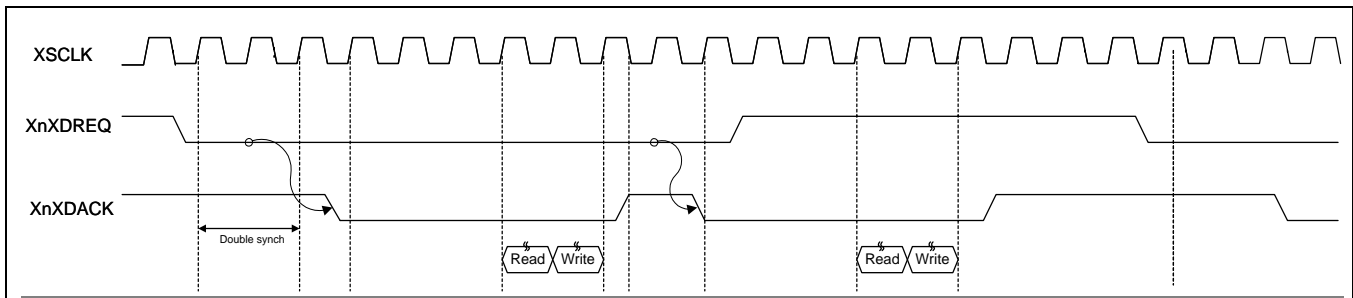 XSCLK
XnXDREQ
XnXDACK
Double synch
Read Write Read Write